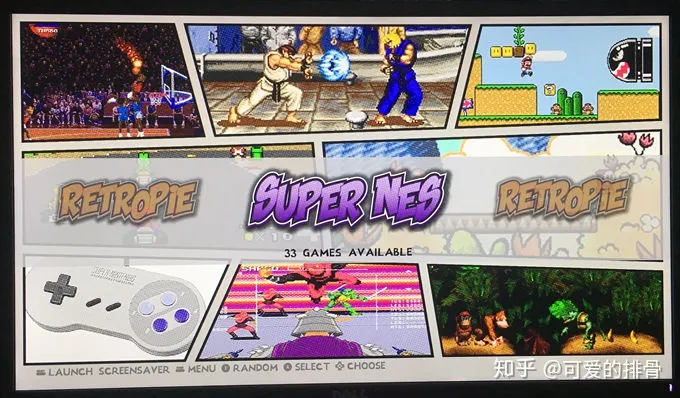 RETROPIE
SUPER NES
RETROPIE
33 GAMES AVAILABLE
LAUNCH SCREENSAVER MENU RANDOM SELECT CHOOSE
知乎 @可爱的排骨